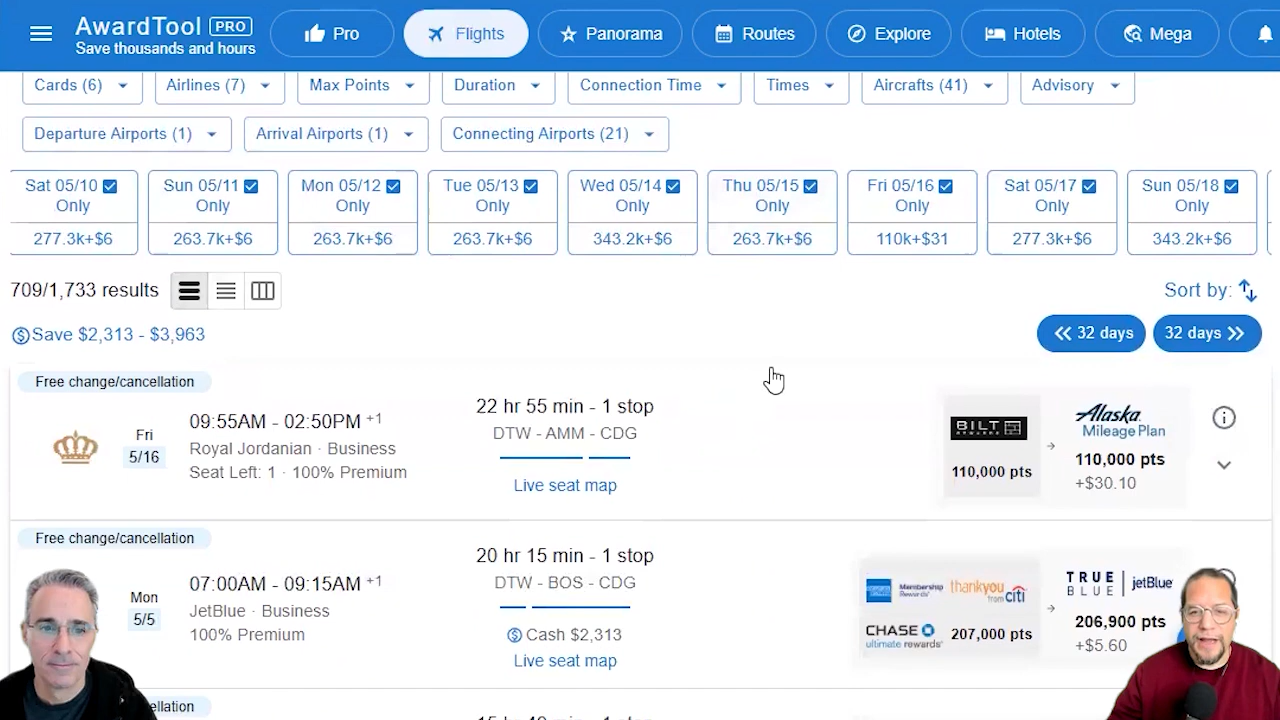 AwardTool PRO
Save thousands and hours
Pro
Flights
Panorama
Routes
Explore
Hotels
Mega
Cards (6)
Airlines (7)
Max Points
Duration
Connection Time
Times
Aircrafts (41)
Advisory
Departure Airports (1)
Arrival Airports (1)
Connecting Airports (21)
Sat 05/10
Only
277.3k+$6
Sun 05/11
Only
263.7k+$6
Mon 05/12
Only
263.7k+$6
Tue 05/13
Only
263.7k+$6
Wed 05/14
Only
343.2k+$6
Thu 05/15
Only
263.7k+$6
Fri 05/16
Only
110k+$31
Sat 05/17
Only
277.3k+$6
Sun 05/18
Only
343.2k+$6
709/1,733 results
Sort by:
Save $2,313 - $3,963
32 days
32 days
Free change/cancellation
Fri
5/16
09:55AM - 02:50PM +1
Royal Jordanian · Business
Seat Left: 1 · 100% Premium
22 hr 55 min - 1 stop
DTW - AMM - CDG
Live seat map
BILT
REWARDS
110,000 pts
Alaska
Mileage Plan
110,000 pts
+$30.10
Free change/cancellation
Mon
5/5
07:00AM - 09:15AM +1
JetBlue · Business
100% Premium
20 hr 15 min - 1 stop
DTW - BOS - CDG
Cash $2,313
Live seat map
Membership
Rewards
thankyou
from citi
CHASE
ultimate rewards
207,000 pts
TRUE
BLUE
jetBlue
206,900 pts
+$5.60
ellation